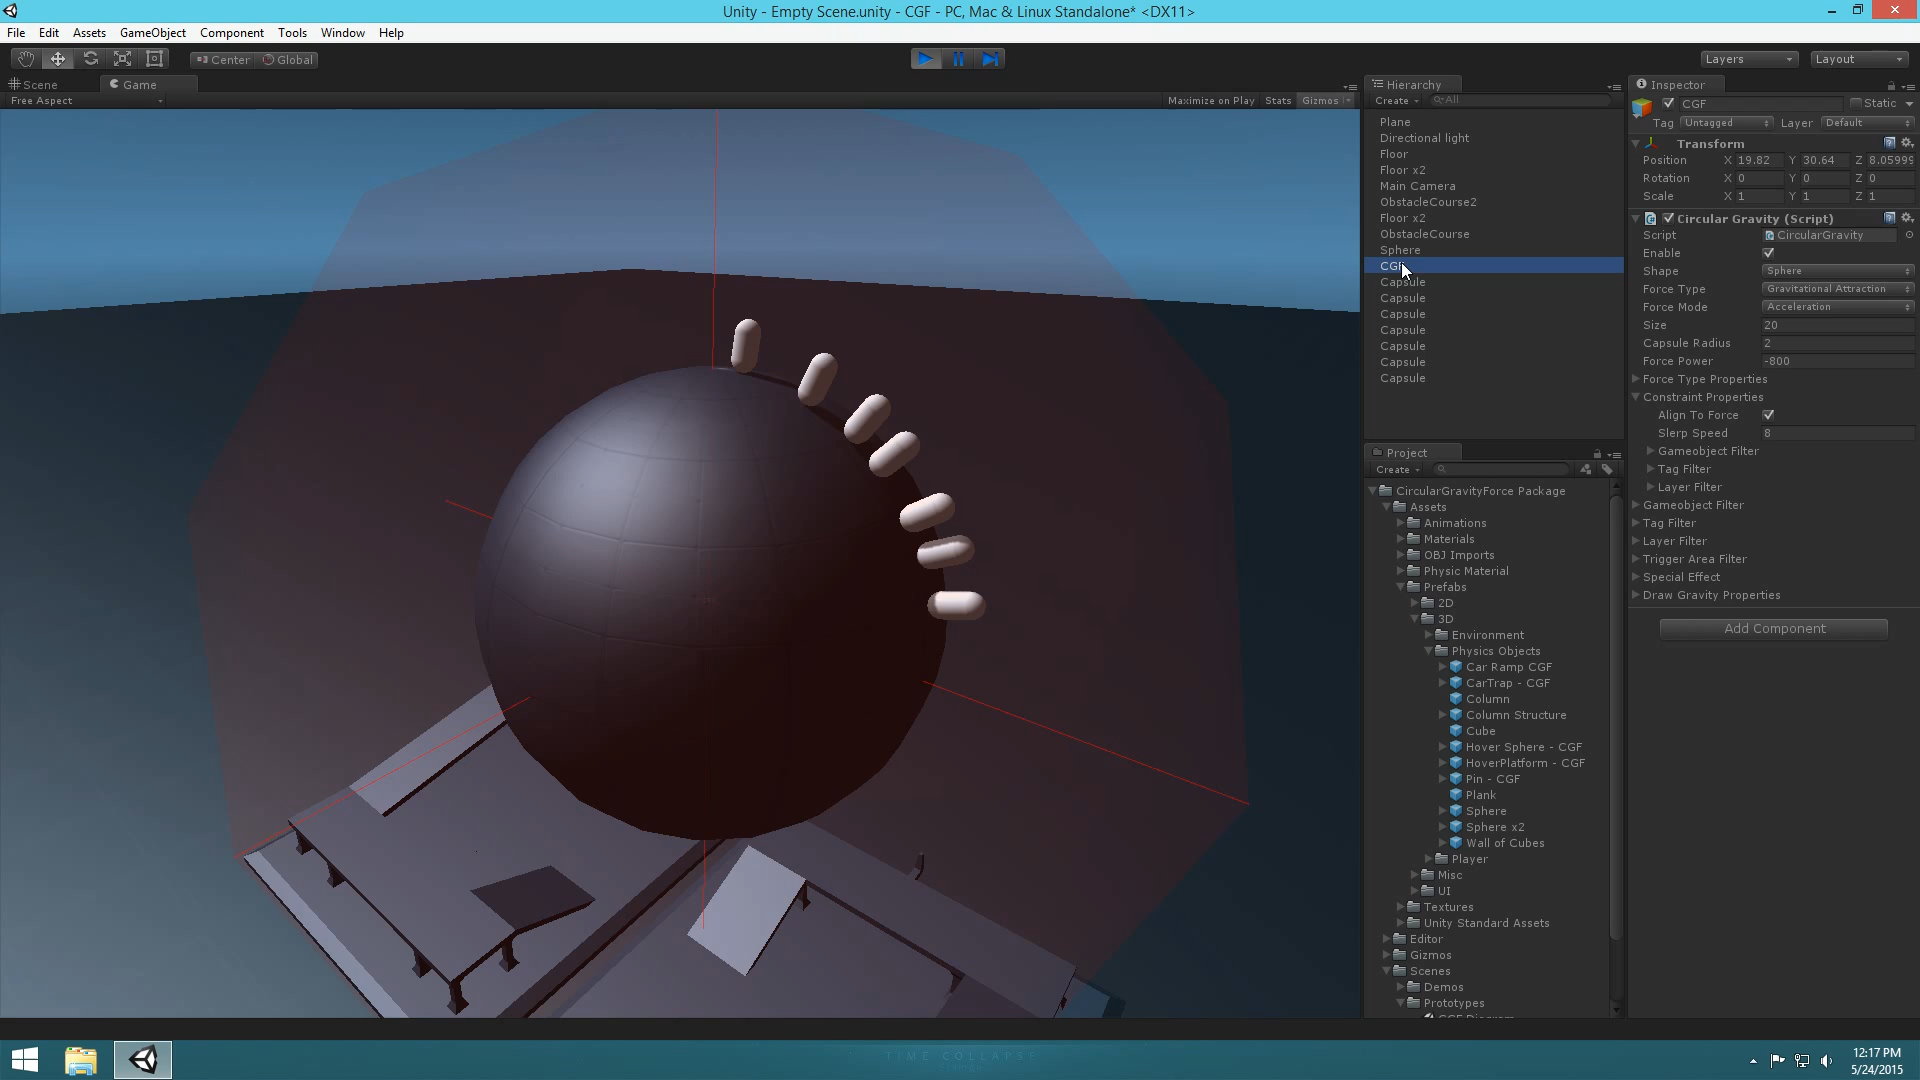 Unity - Empty Scene.unity - CGF - PC, Mac & Linux Standalone* <DX11>
File Edit Assets GameObject Component Tools Window Help
Center Global
Layers Layout
Scene Game
Free Aspect
Maximize on Play Stats Gizmos
Hierarchy
Create All
Plane
Directional light
Floor
Floor x2
Main Camera
ObstacleCourse2
Floor x2
ObstacleCourse
Sphere
CGF
Capsule
Capsule
Capsule
Capsule
Capsule
Capsule
Capsule
Project
Create
CircularGravityForce Package
Assets
Animations
Materials
OBJ Imports
Physic Material
Prefabs
2D
3D
Environment
Physics Objects
Car Ramp CGF
CarTrap - CGF
Column
Column Structure
Cube
Hover Sphere - CGF
HoverPlatform - CGF
Pin - CGF
Plank
Sphere
Sphere x2
Wall of Cubes
Player
Misc
UI
Textures
Unity Standard Assets
Editor
Gizmos
Scenes
Demos
Prototypes
CGF Diagram
Inspector
CGF Static
Tag Untagged Layer Default
Transform
Position X 19.82 Y 30.64 Z 8.05999
Rotation X 0 Y 0 Z 0
Scale X 1 Y 1 Z 1
Circular Gravity (Script)
Script CircularGravity
Enable
Shape Sphere
Force Type Gravitational Attraction
Force Mode Acceleration
Size 20
Capsule Radius 2
Force Power -800
Force Type Properties
Constraint Properties
Align To Force
Slerp Speed 8
Gameobject Filter
Tag Filter
Layer Filter
Gameobject Filter
Tag Filter
Layer Filter
Trigger Area Filter
Special Effect
Draw Gravity Properties
Add Component
TIME COLLAPSE
12:17 PM
5/24/2015